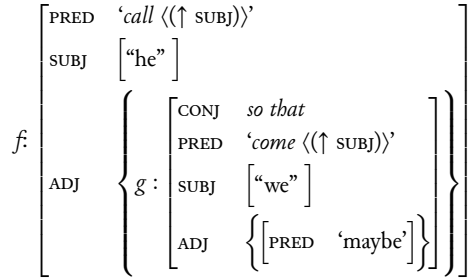 PRED ‘call ⟨(↑ SUBJ)⟩’
SUBJ [“he” ]
f:
ADJ { g :
CONJ so that
PRED ‘come ⟨(↑ SUBJ)⟩’
SUBJ [“we” ]
ADJ {[PRED ‘maybe’]}
}